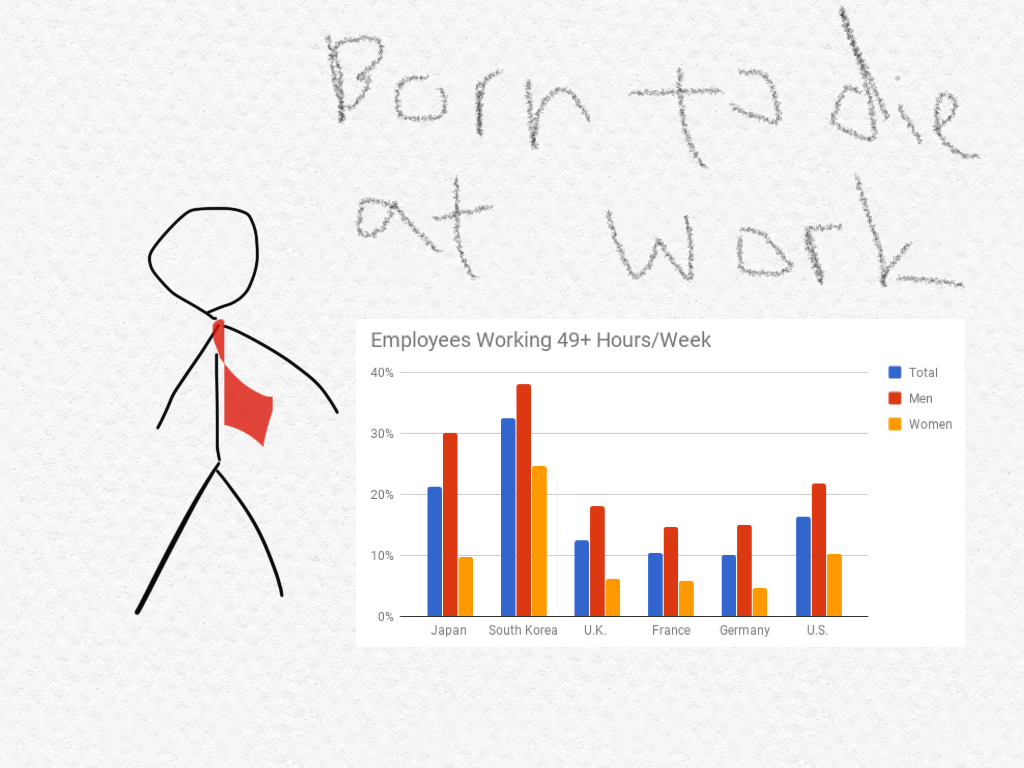 Born to die
at work
Employees Working 49+ Hours/Week
40%
30%
20%
10%
0%
Japan South Korea U.K. France Germany U.S.
Total
Men
Women